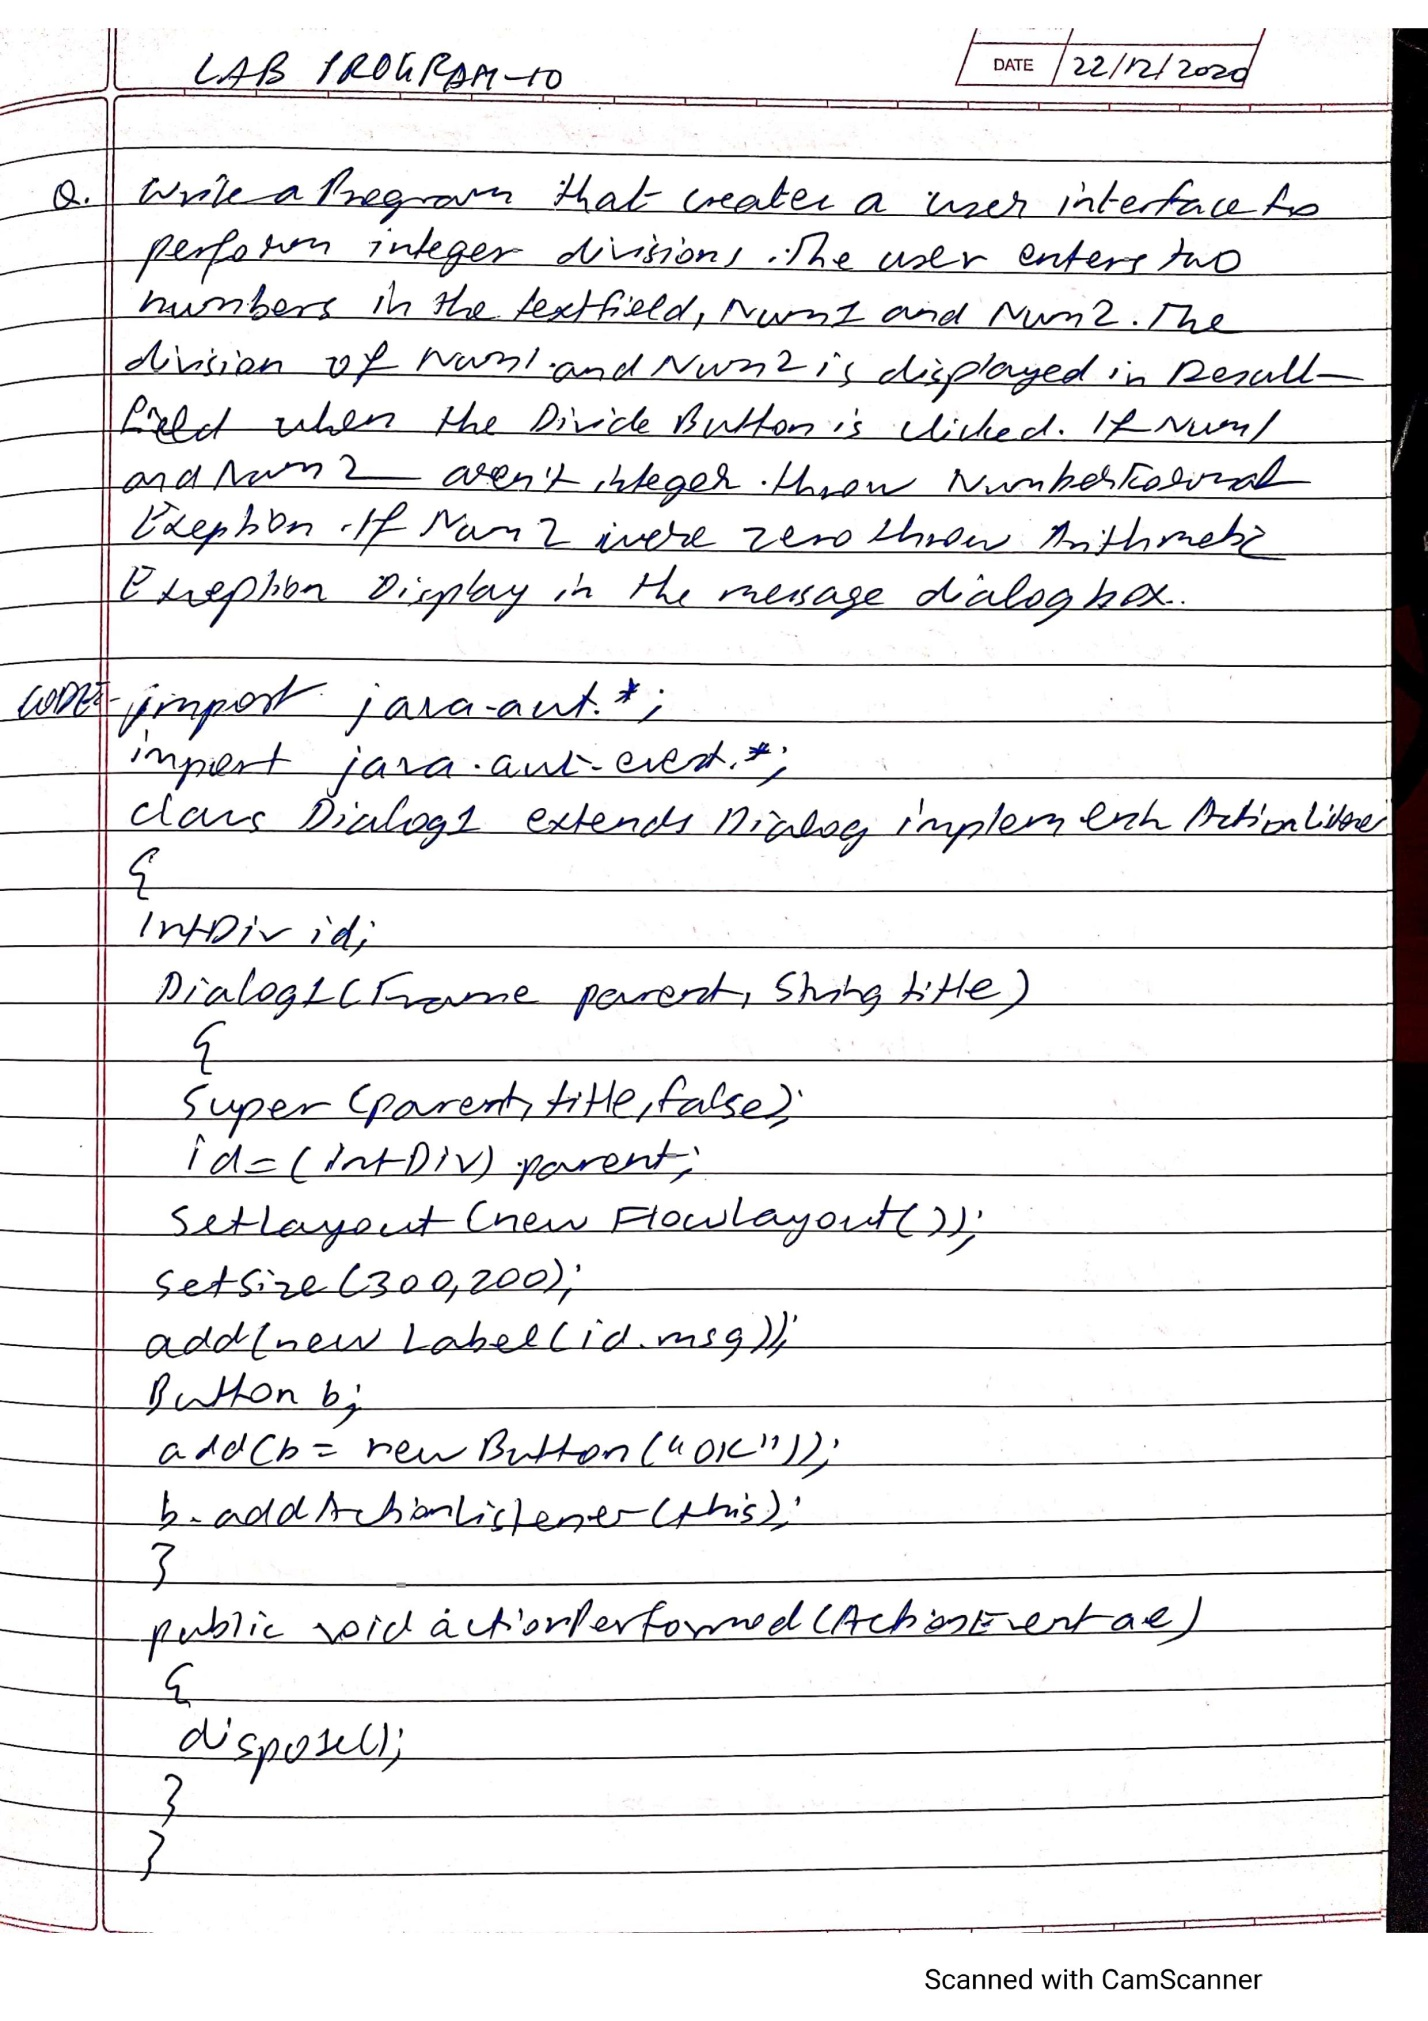 LAB PROGRAM-10
DATE 22/12/2020
Q. Write a Program that creates a user interface to
perform integer divisions. The user enters two
numbers in the textfield, Num1 and Num2. The
division of Num1 and Num2 is displayed in Result
field when the Divide Button is clicked. If Num1
and Num2 aren't integer. throw NumberFormat
Exception. If Num2 were zero throw Arithmetic
Exception Display in the message dialog box.
CODE- import java.awt.*;
import java.awt.event.*;
class Dialog1 extends Dialog implements ActionListener
{
IntDiv id;
Dialog1(Frame parent, String title)
{
super(parent, title, false);
id=(intDiv) parent;
setLayout(new FlowLayout());
setSize(300,200);
add(new Label(id.msg));
Button b;
add(b= new Button("OK"));
b.addActionListener(this);
}
public void actionPerformed(ActionEvent ae)
{
dispose();
}
}
Scanned with CamScanner